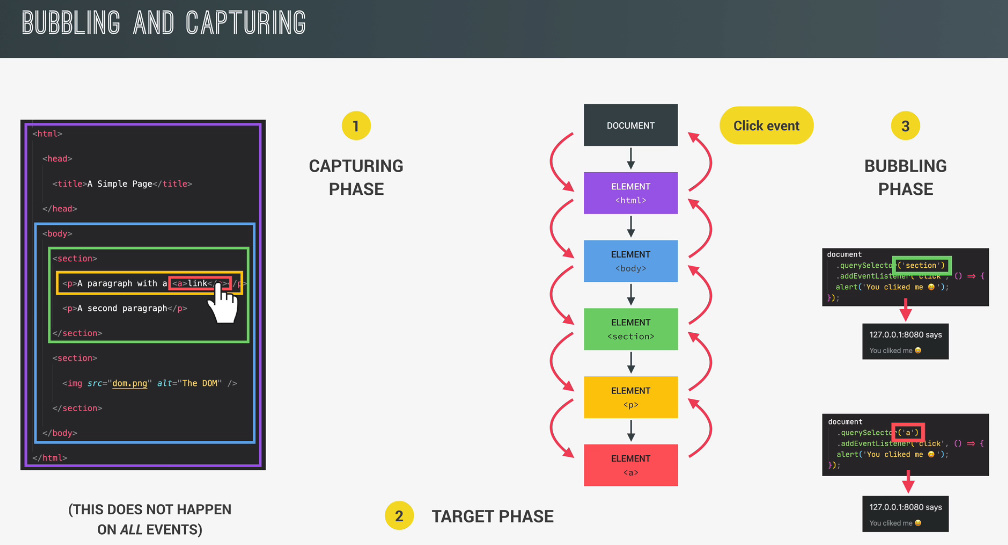 BUBBLING AND CAPTURING
<html>
<head>
<title>A Simple Page</title>
</head>
<body>
<section>
<p>A paragraph with a <a>link</a></p>
<p>A second paragraph</p>
</section>
<section>
<img src="dom.png" alt="The DOM" />
</section>
</body>
</html>
(THIS DOES NOT HAPPEN
ON ALL EVENTS)
1
CAPTURING
PHASE
DOCUMENT
ELEMENT
<html>
ELEMENT
<body>
ELEMENT
<section>
ELEMENT
<p>
ELEMENT
<a>
Click event
2
TARGET PHASE
3
BUBBLING
PHASE
document
.querySelector('section')
.addEventListener('click', () => {
alert('You cliked me 😀');
});
127.0.0.1:8080 says
You cliked me 😀
document
.querySelector('a')
.addEventListener('click', () => {
alert('You cliked me 😀');
});
127.0.0.1:8080 says
You cliked me 😀